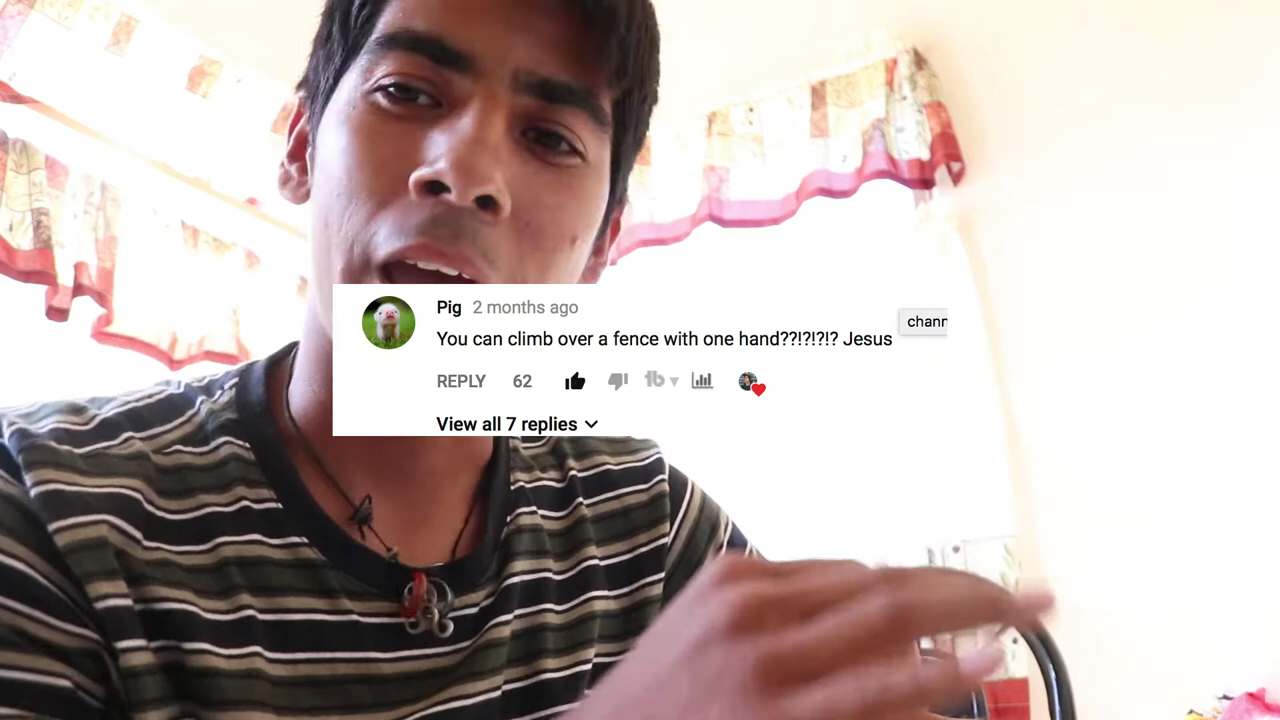 Pig 2 months ago
You can climb over a fence with one hand??!?!?!? Jesus
chann
REPLY 62
View all 7 replies